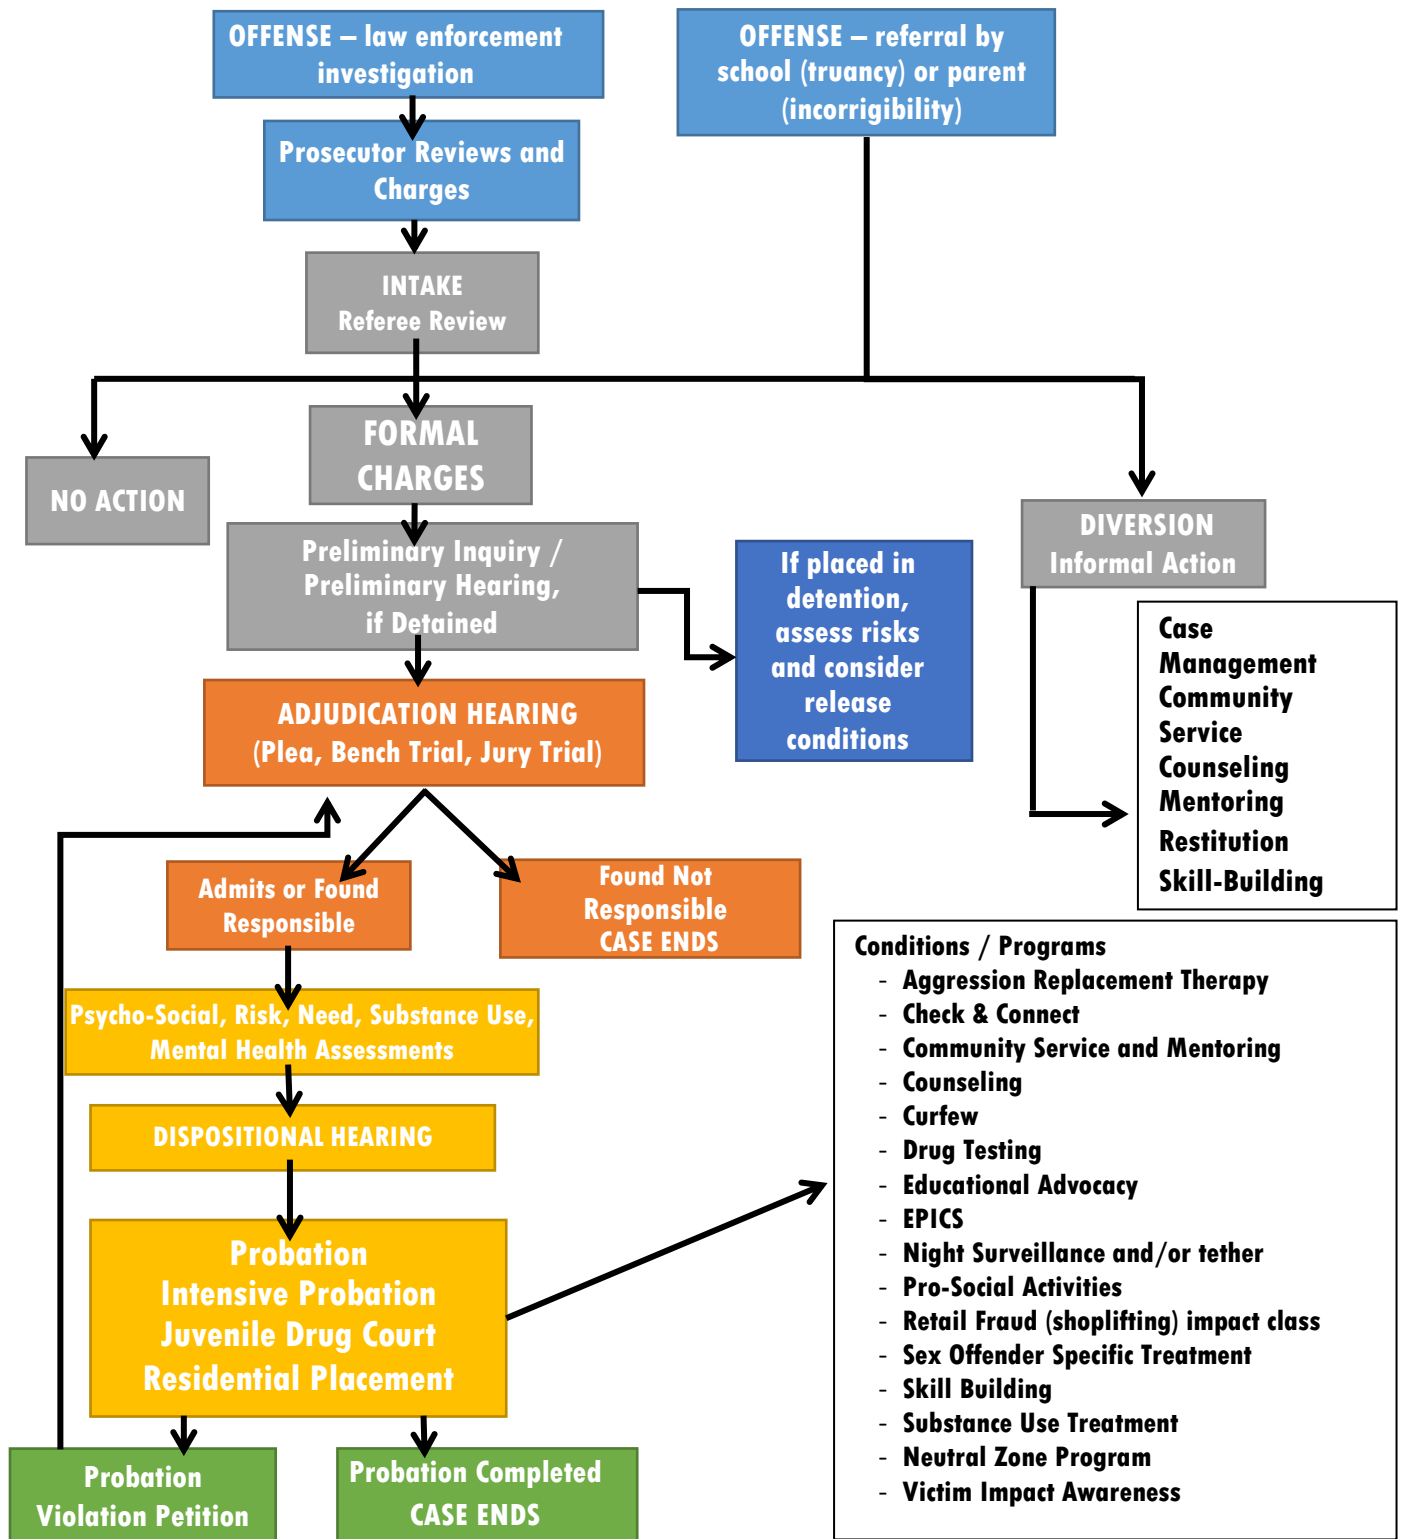 OFFENSE – law enforcement
investigation
OFFENSE – referral by
school (truancy) or parent
(incorrigibility)
Prosecutor Reviews and
Charges
INTAKE
Referee Review
NO ACTION
FORMAL
CHARGES
DIVERSION
Informal Action
Preliminary Inquiry /
Preliminary Hearing,
if Detained
If placed in
detention,
assess risks
and consider
release
conditions
Case
Management
Community
Service
Counseling
Mentoring
Restitution
Skill-Building
ADJUDICATION HEARING
(Plea, Bench Trial, Jury Trial)
Admits or Found
Responsible
Found Not
Responsible
CASE ENDS
Psycho-Social, Risk, Need, Substance Use,
Mental Health Assessments
DISPOSITIONAL HEARING
Probation
Intensive Probation
Juvenile Drug Court
Residential Placement
Conditions / Programs
- Aggression Replacement Therapy
- Check & Connect
- Community Service and Mentoring
- Counseling
- Curfew
- Drug Testing
- Educational Advocacy
- EPICS
- Night Surveillance and/or tether
- Pro-Social Activities
- Retail Fraud (shoplifting) impact class
- Sex Offender Specific Treatment
- Skill Building
- Substance Use Treatment
- Neutral Zone Program
- Victim Impact Awareness
Probation
Violation Petition
Probation Completed
CASE ENDS